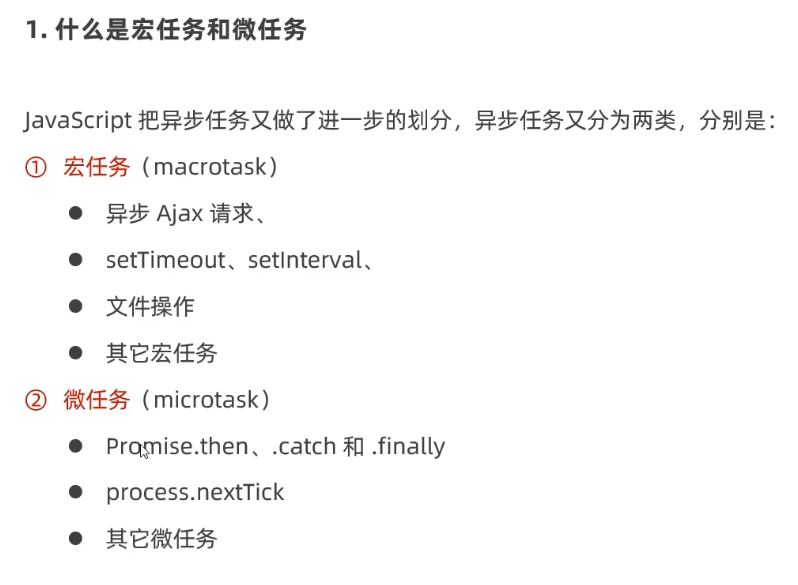 1. 什么是宏任务和微任务
JavaScript 把异步任务又做了进一步的划分，异步任务又分为两类，分别是：
① 宏任务（macrotask）
● 异步 Ajax 请求、
● setTimeout、setInterval、
● 文件操作
● 其它宏任务
② 微任务（microtask）
● Promise.then、.catch 和 .finally
● process.nextTick
● 其它微任务